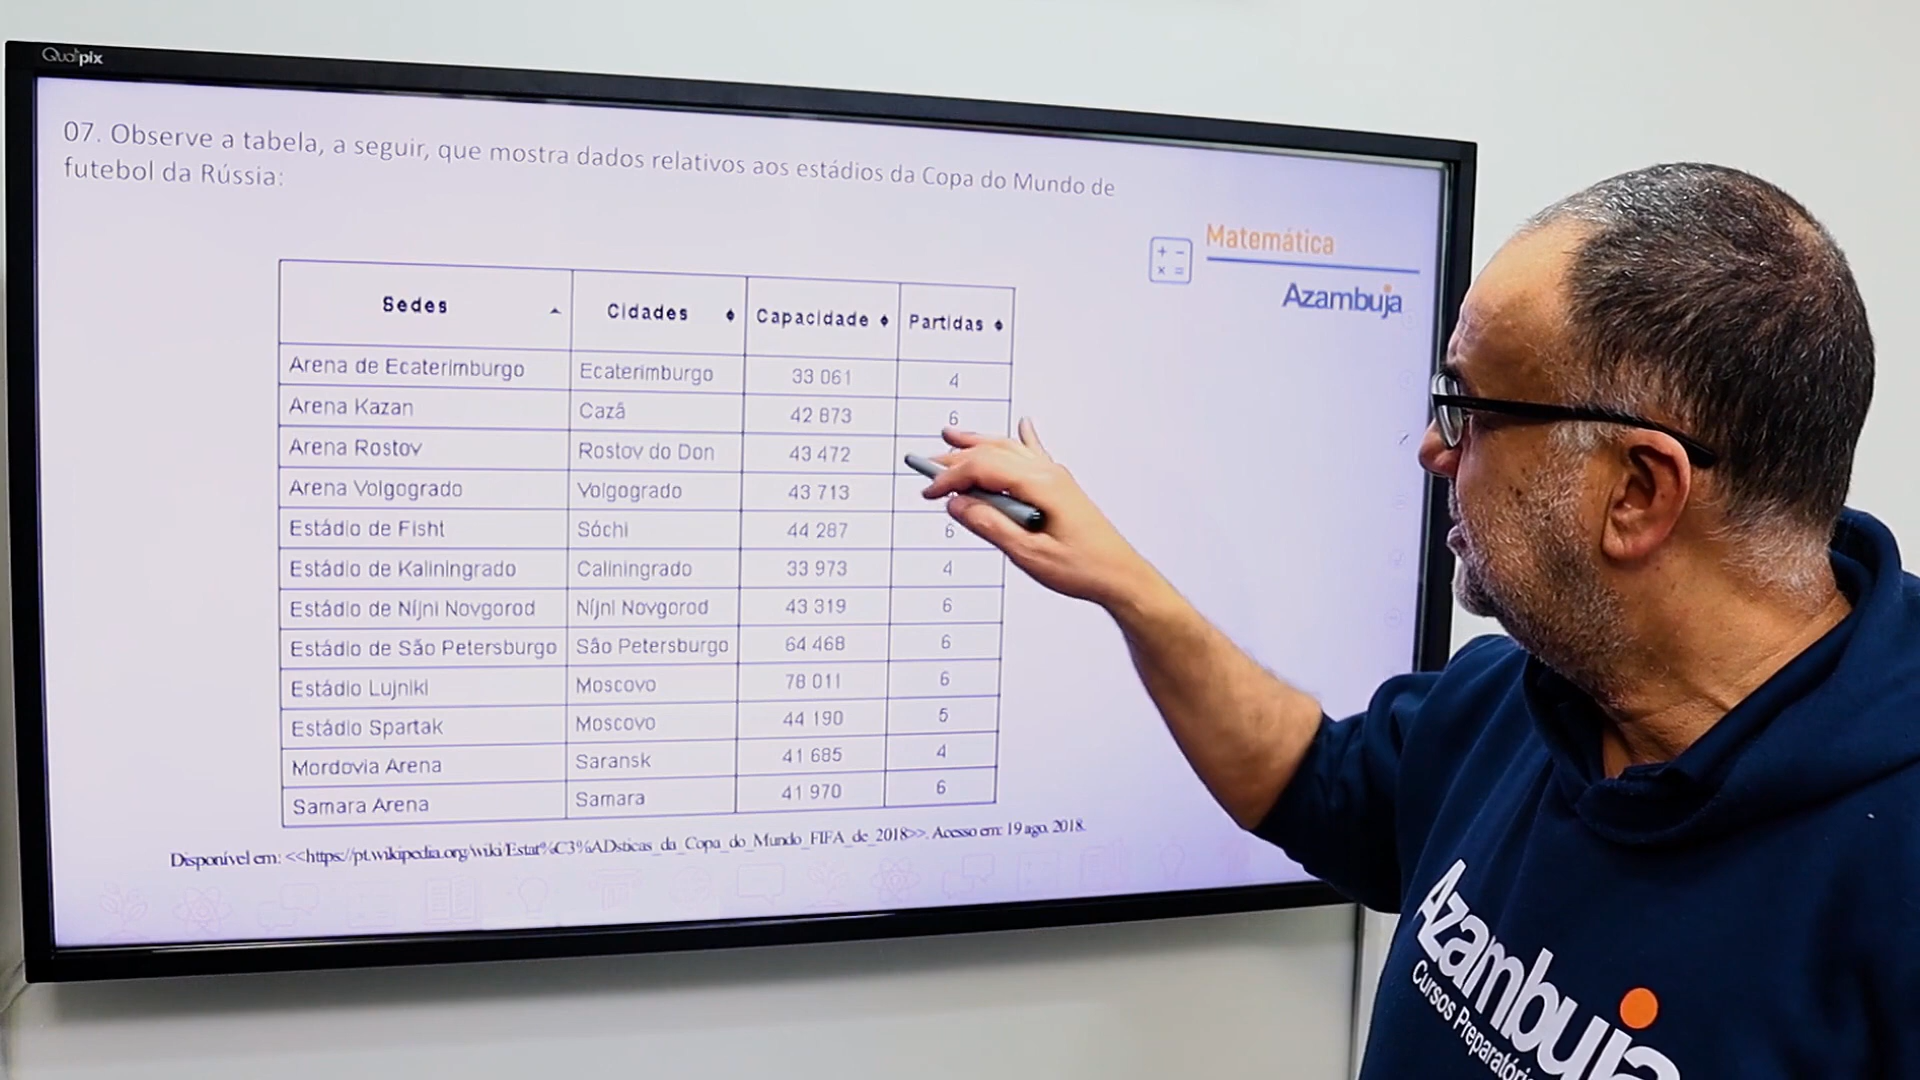 Qualipix
07. Observe a tabela, a seguir, que mostra dados relativos aos estádios da Copa do Mundo de
futebol da Rússia:
Matemática
Azambuja
Sedes Cidades Capacidade Partidas
Arena de Ecaterimburgo Ecaterimburgo 33 061 4
Arena Kazan Cazã 42 873 6
Arena Rostov Rostov do Don 43 472
Arena Volgogrado Volgogrado 43 713
Estádio de Fisht Sóchi 44 287 6
Estádio de Kaliningrado Caliningrado 33 973 4
Estádio de Níjni Novgorod Níjni Novgorod 43 319 6
Estádio de São Petersburgo São Petersburgo 64 468 6
Estádio Lujniki Moscovo 78 011 6
Estádio Spartak Moscovo 44 190 5
Mordovia Arena Saransk 41 685 4
Samara Arena Samara 41 970 6
Disponível em: <<https://pt.wikipedia.org/wiki/Estat%C3%ADsticas_da_Copa_do_Mundo_FIFA_de_2018>>. Acesso em: 19 ago. 2018.
Azambuja
Cursos